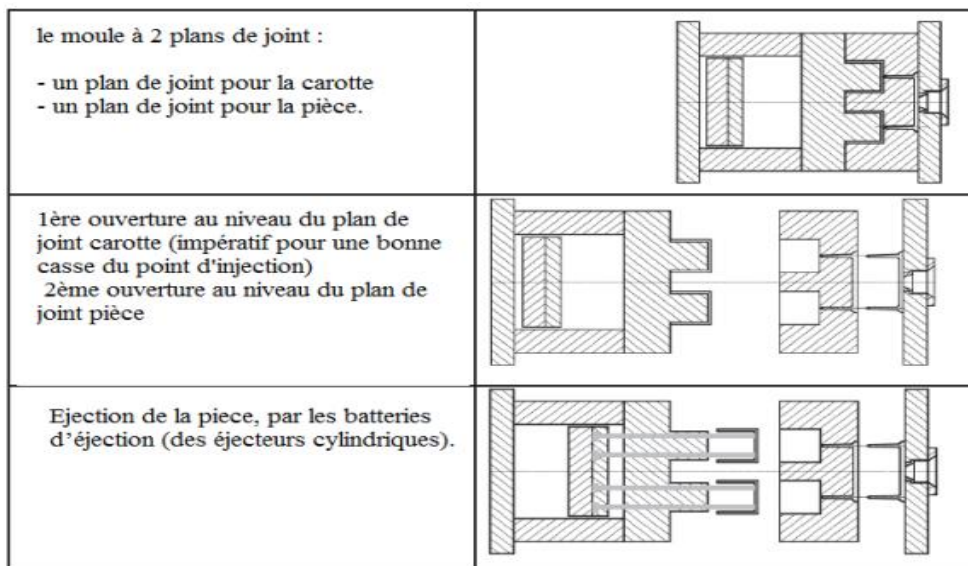 le moule à 2 plans de joint :
- un plan de joint pour la carotte
- un plan de joint pour la pièce.
1ère ouverture au niveau du plan de
joint carotte (impératif pour une bonne
casse du point d'injection)
2ème ouverture au niveau du plan de
joint pièce
Ejection de la piece, par les batteries
d'éjection (des éjecteurs cylindriques).